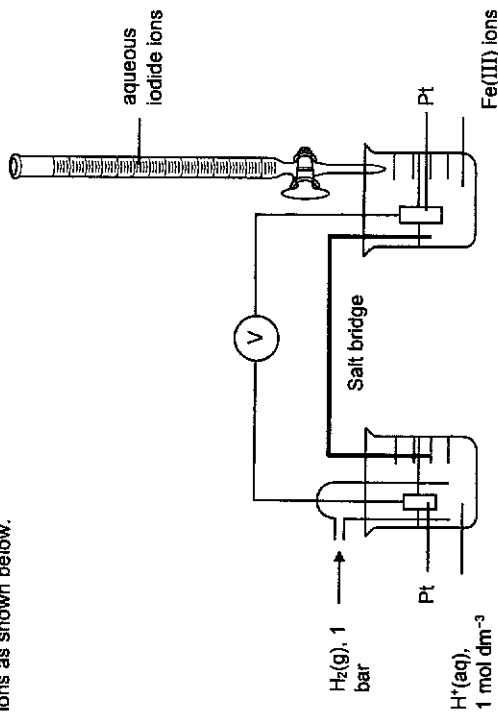 ions as shown below.
aqueous
iodide ions
V
Salt bridge
H₂(g), 1
bar
Pt
Pt
H⁺(aq),
1 mol dm⁻³
Fe(III) ions